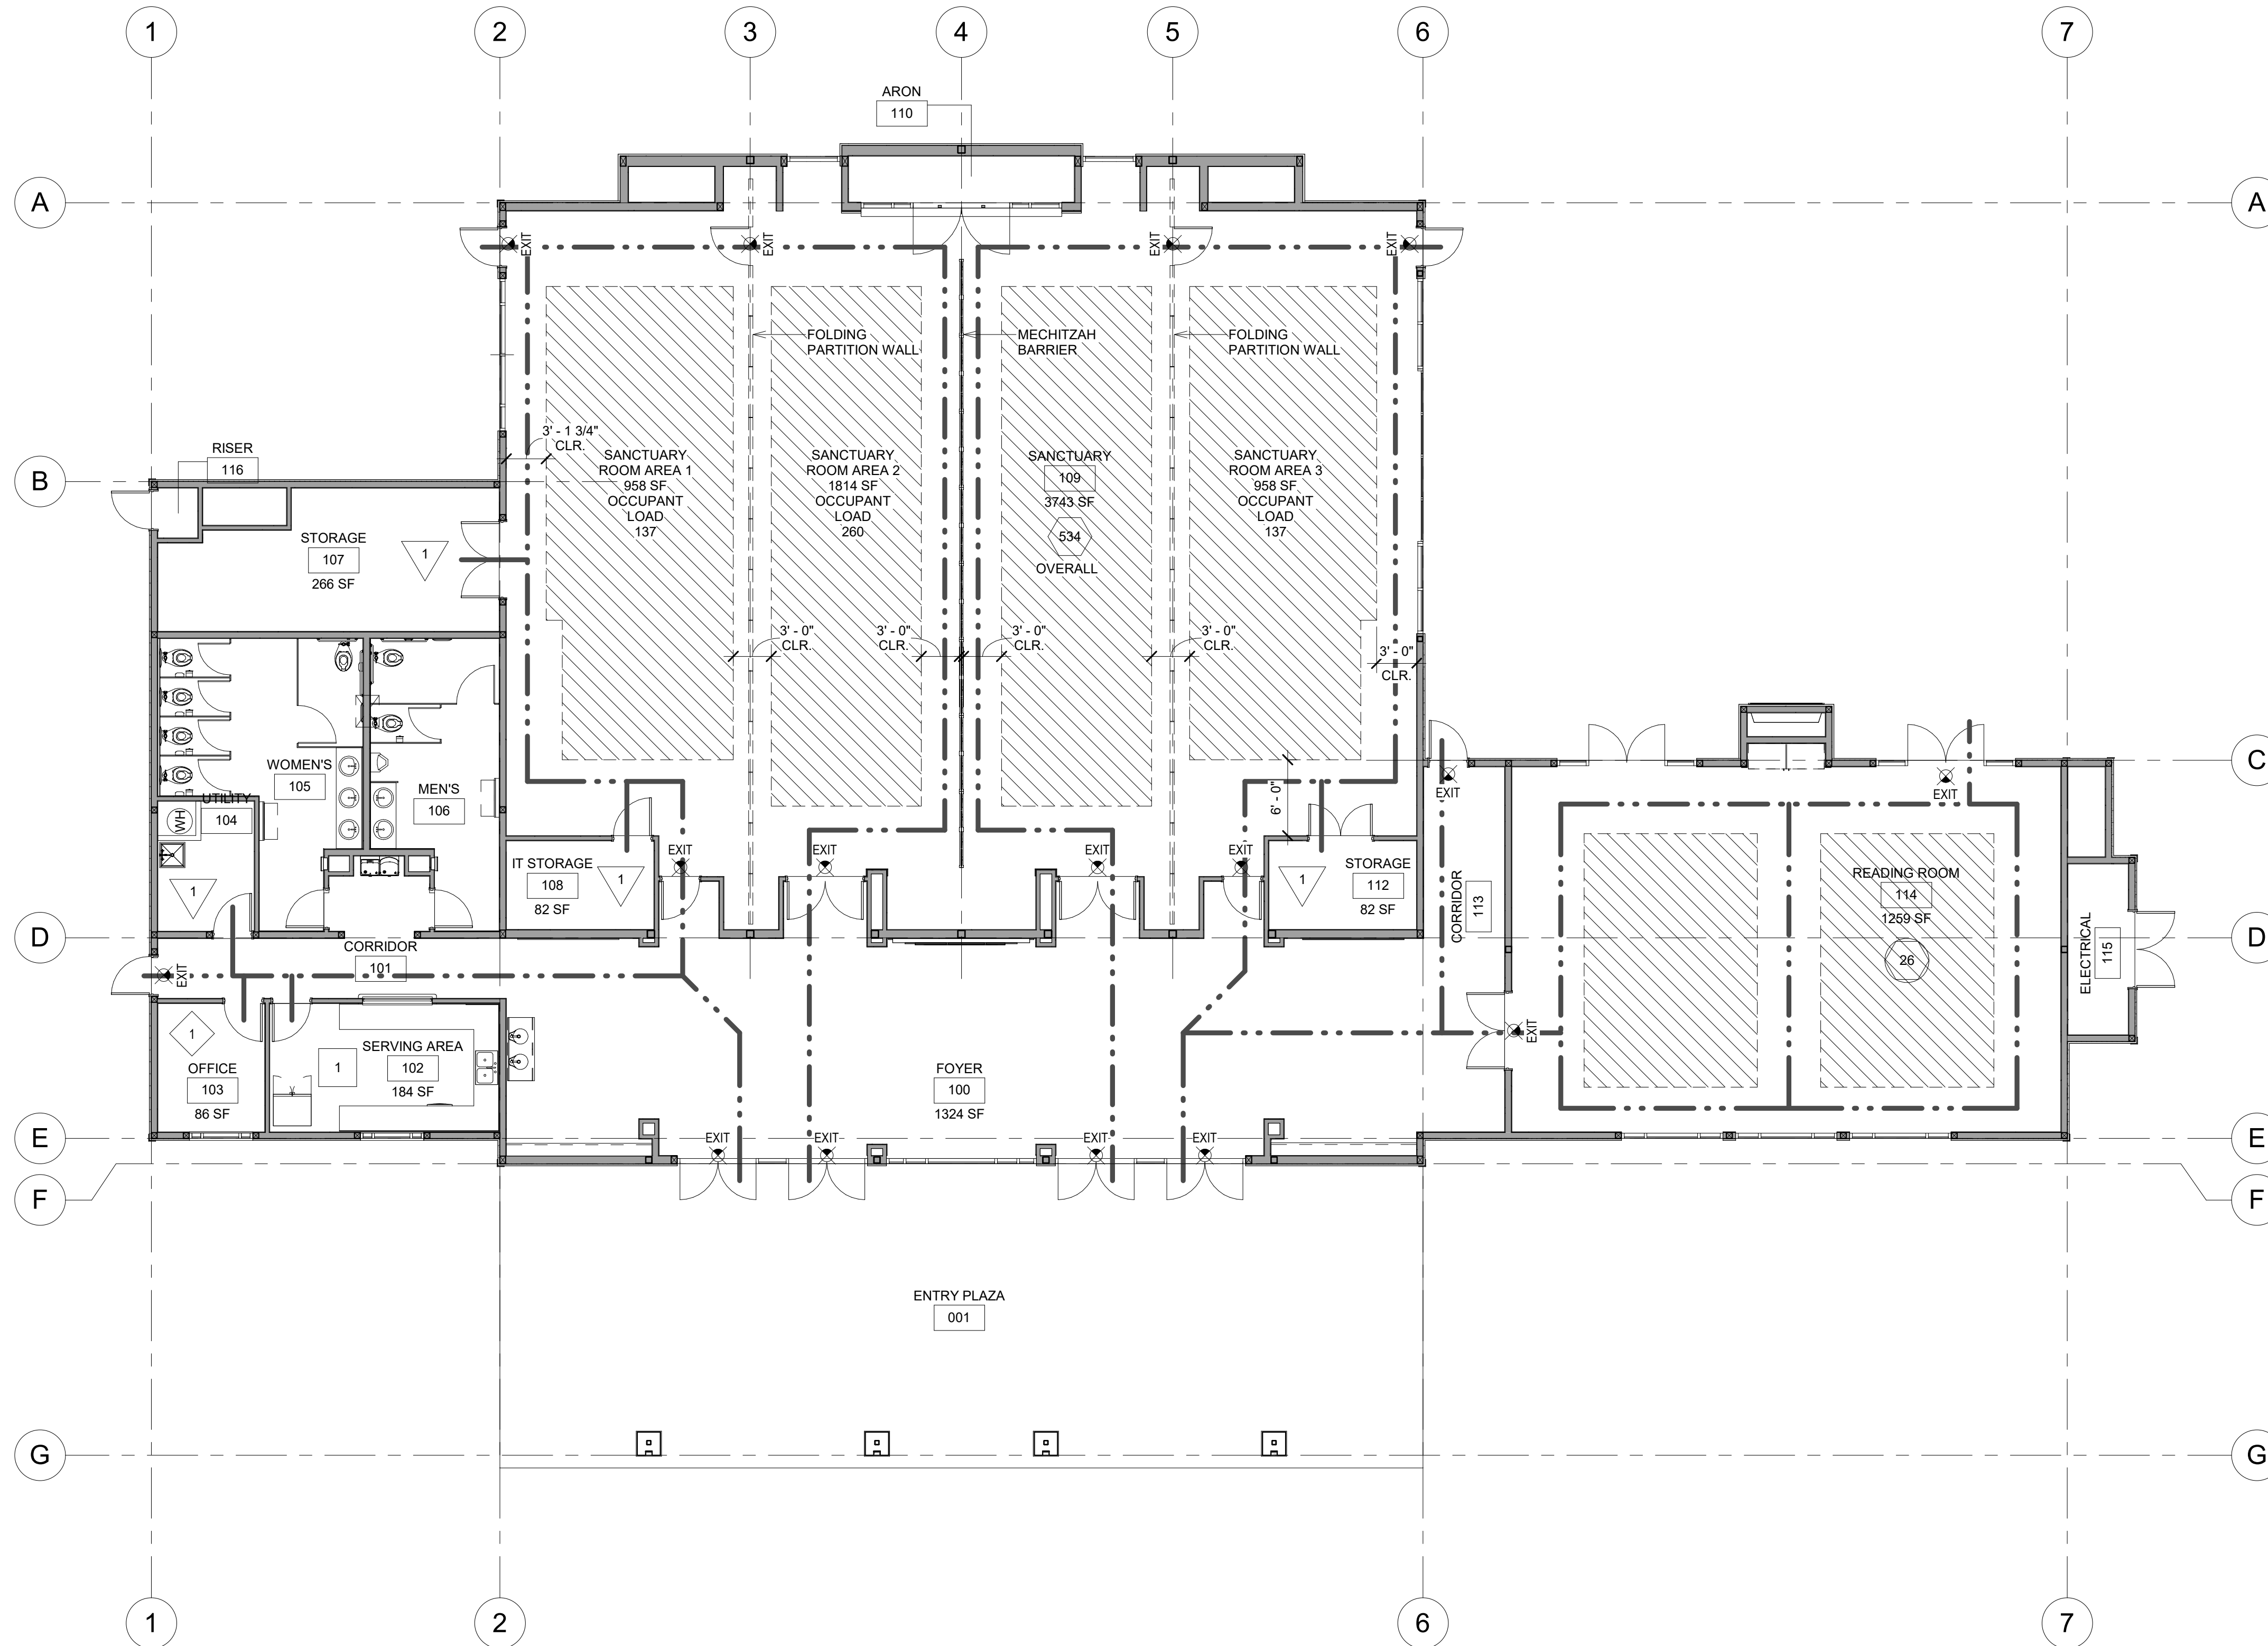 1
2
3
4
5
6
7
ARON
110
A
A
EXIT
EXIT
EXIT
EXIT
FOLDING
PARTITION WALL
MECHITZAH
BARRIER
FOLDING
PARTITION WALL
3' - 1 3/4"
CLR.
RISER
116
B
SANCTUARY
ROOM AREA 1
958 SF
OCCUPANT
LOAD
137
SANCTUARY
ROOM AREA 2
1814 SF
OCCUPANT
LOAD
260
SANCTUARY
109
3743 SF
534
OVERALL
SANCTUARY
ROOM AREA 3
958 SF
OCCUPANT
LOAD
137
STORAGE
107
266 SF
1
3' - 0"
CLR.
3' - 0"
CLR.
3' - 0"
CLR.
3' - 0"
CLR.
3' - 0"
CLR.
WOMEN'S
105
MEN'S
106
UTILITY
104
WH
1
6' - 0"
C
EXIT
EXIT
IT STORAGE
108
82 SF
1
EXIT
EXIT
EXIT
EXIT
1
STORAGE
112
82 SF
CORRIDOR
113
READING ROOM
114
1259 SF
26
ELECTRICAL
115
D
D
CORRIDOR
101
EXIT
EXIT
1
OFFICE
103
86 SF
1
SERVING AREA
102
184 SF
FOYER
100
1324 SF
E
E
EXIT
EXIT
EXIT
EXIT
F
F
ENTRY PLAZA
001
G
G
1
2
6
7